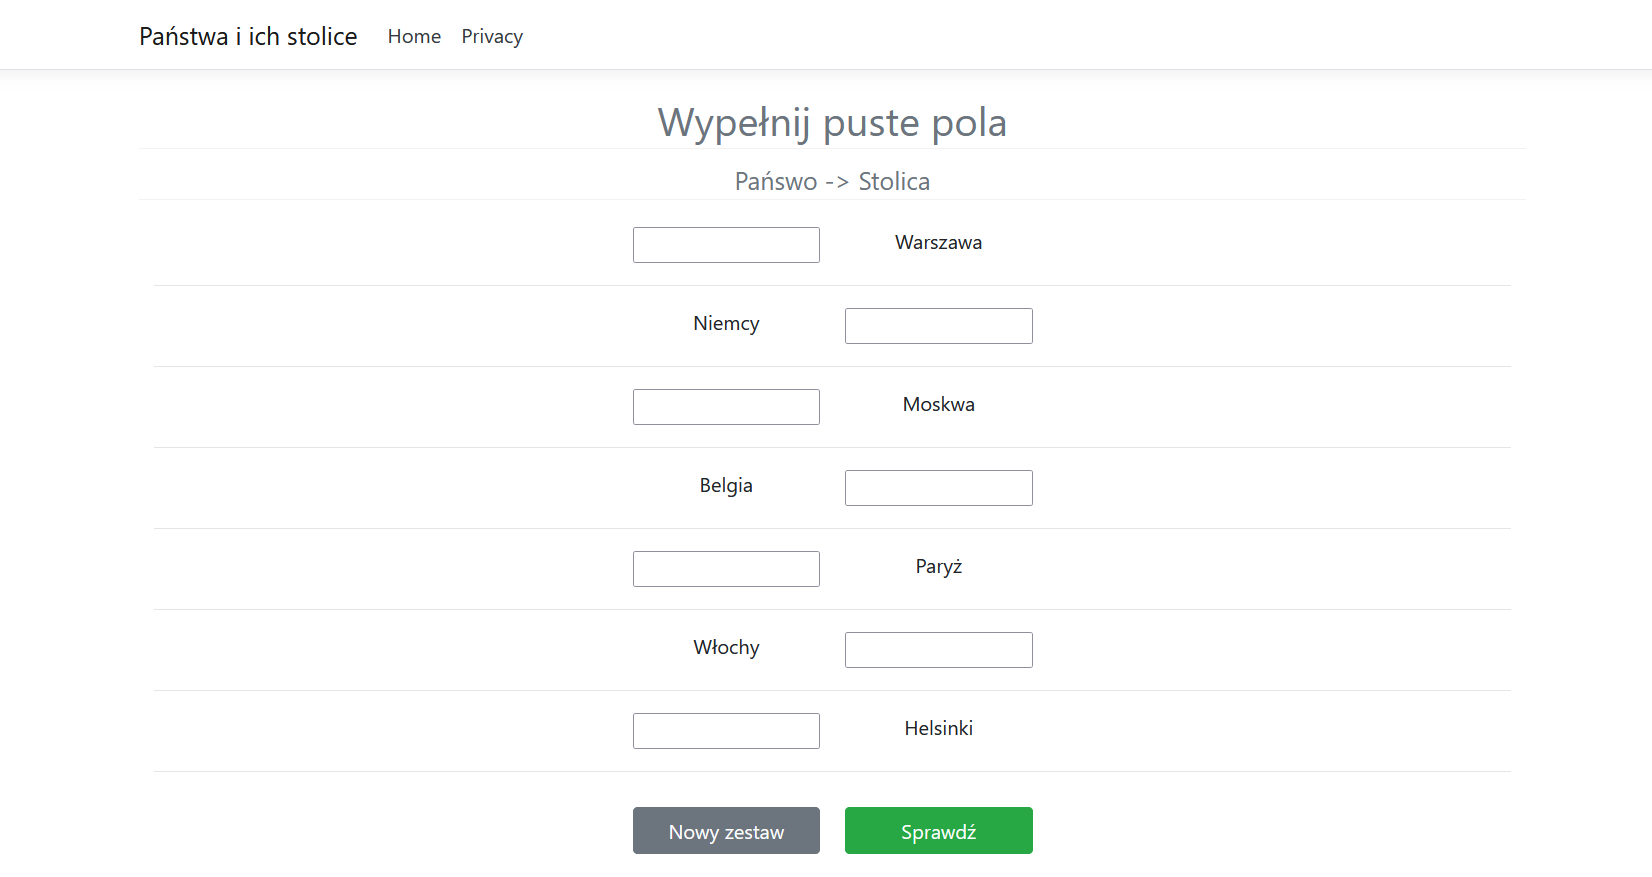 Państwa i ich stolice Home Privacy
Wypełnij puste pola
Pańswo -> Stolica
Warszawa
Niemcy
Moskwa
Belgia
Paryż
Włochy
Helsinki
Nowy zestaw Sprawdź